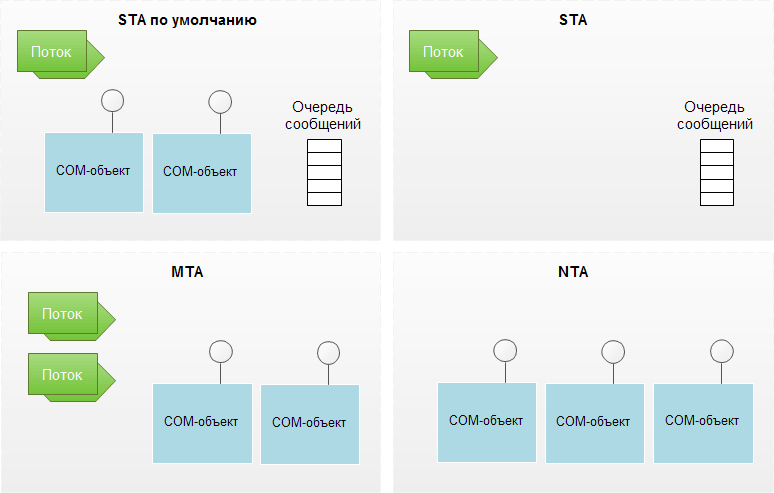 STA по умолчанию
Поток
Очередь
сообщений
COM-объект
COM-объект
STA
Поток
Очередь
сообщений
MTA
Поток
Поток
COM-объект
COM-объект
NTA
COM-объект
COM-объект
COM-объект